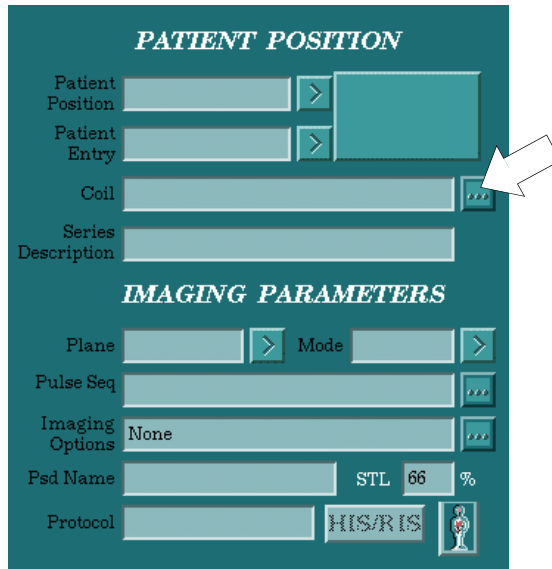 PATIENT POSITION
Patient
Position
>
Patient
Entry
>
Coil
...
Series
Description
IMAGING PARAMETERS
Plane
>
Mode
>
Pulse Seq
...
Imaging
Options
None
...
Psd Name
STL 66 %
Protocol
HIS/RIS